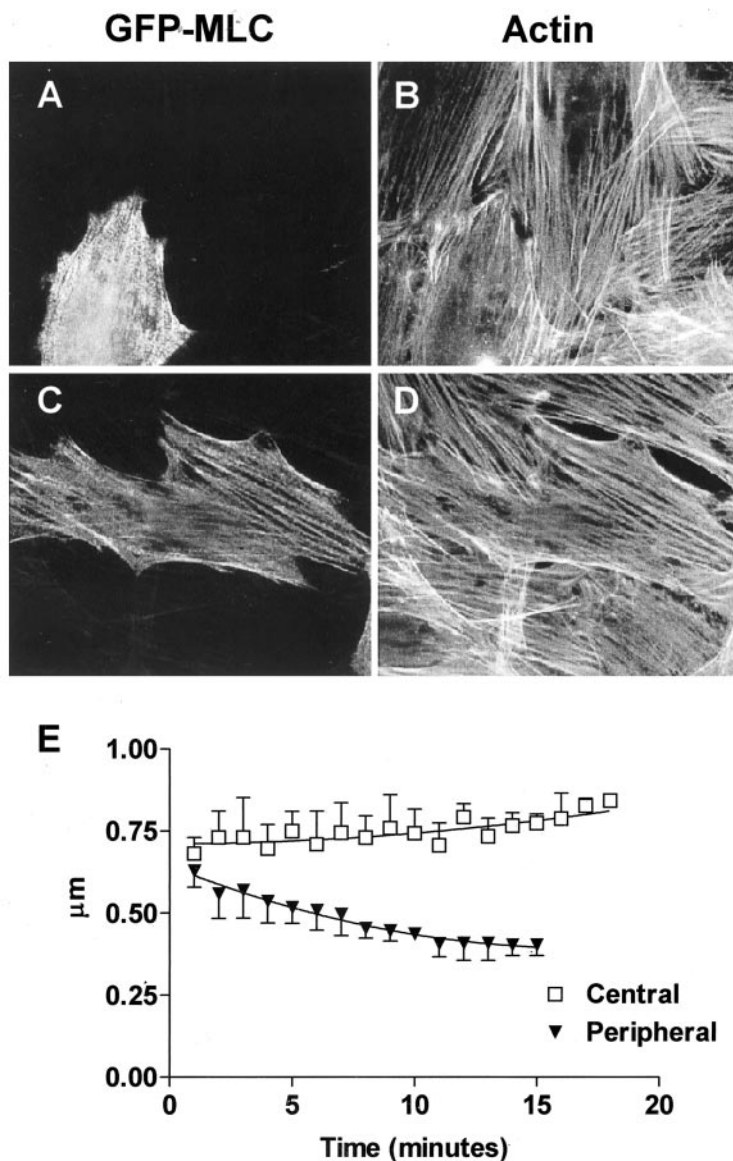 GFP-MLC Actin
A B
C D
E
1.00
0.75
0.50
0.25
0.00
µm
0 5 10 15 20
Time (minutes)
Central
Peripheral